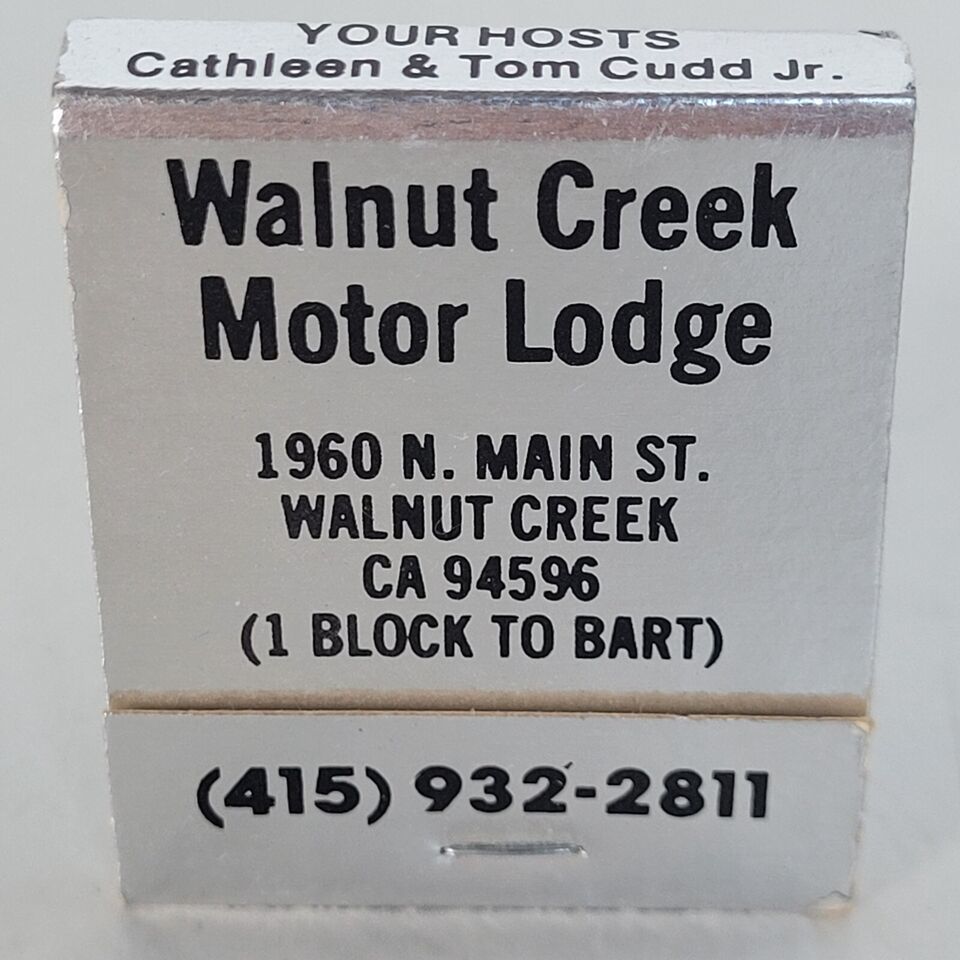 YOUR HOSTS
Cathleen & Tom Cudd Jr.
Walnut Creek
Motor Lodge
1960 N. MAIN ST.
WALNUT CREEK
CA 94596
(1 BLOCK TO BART)
(415) 932-2811